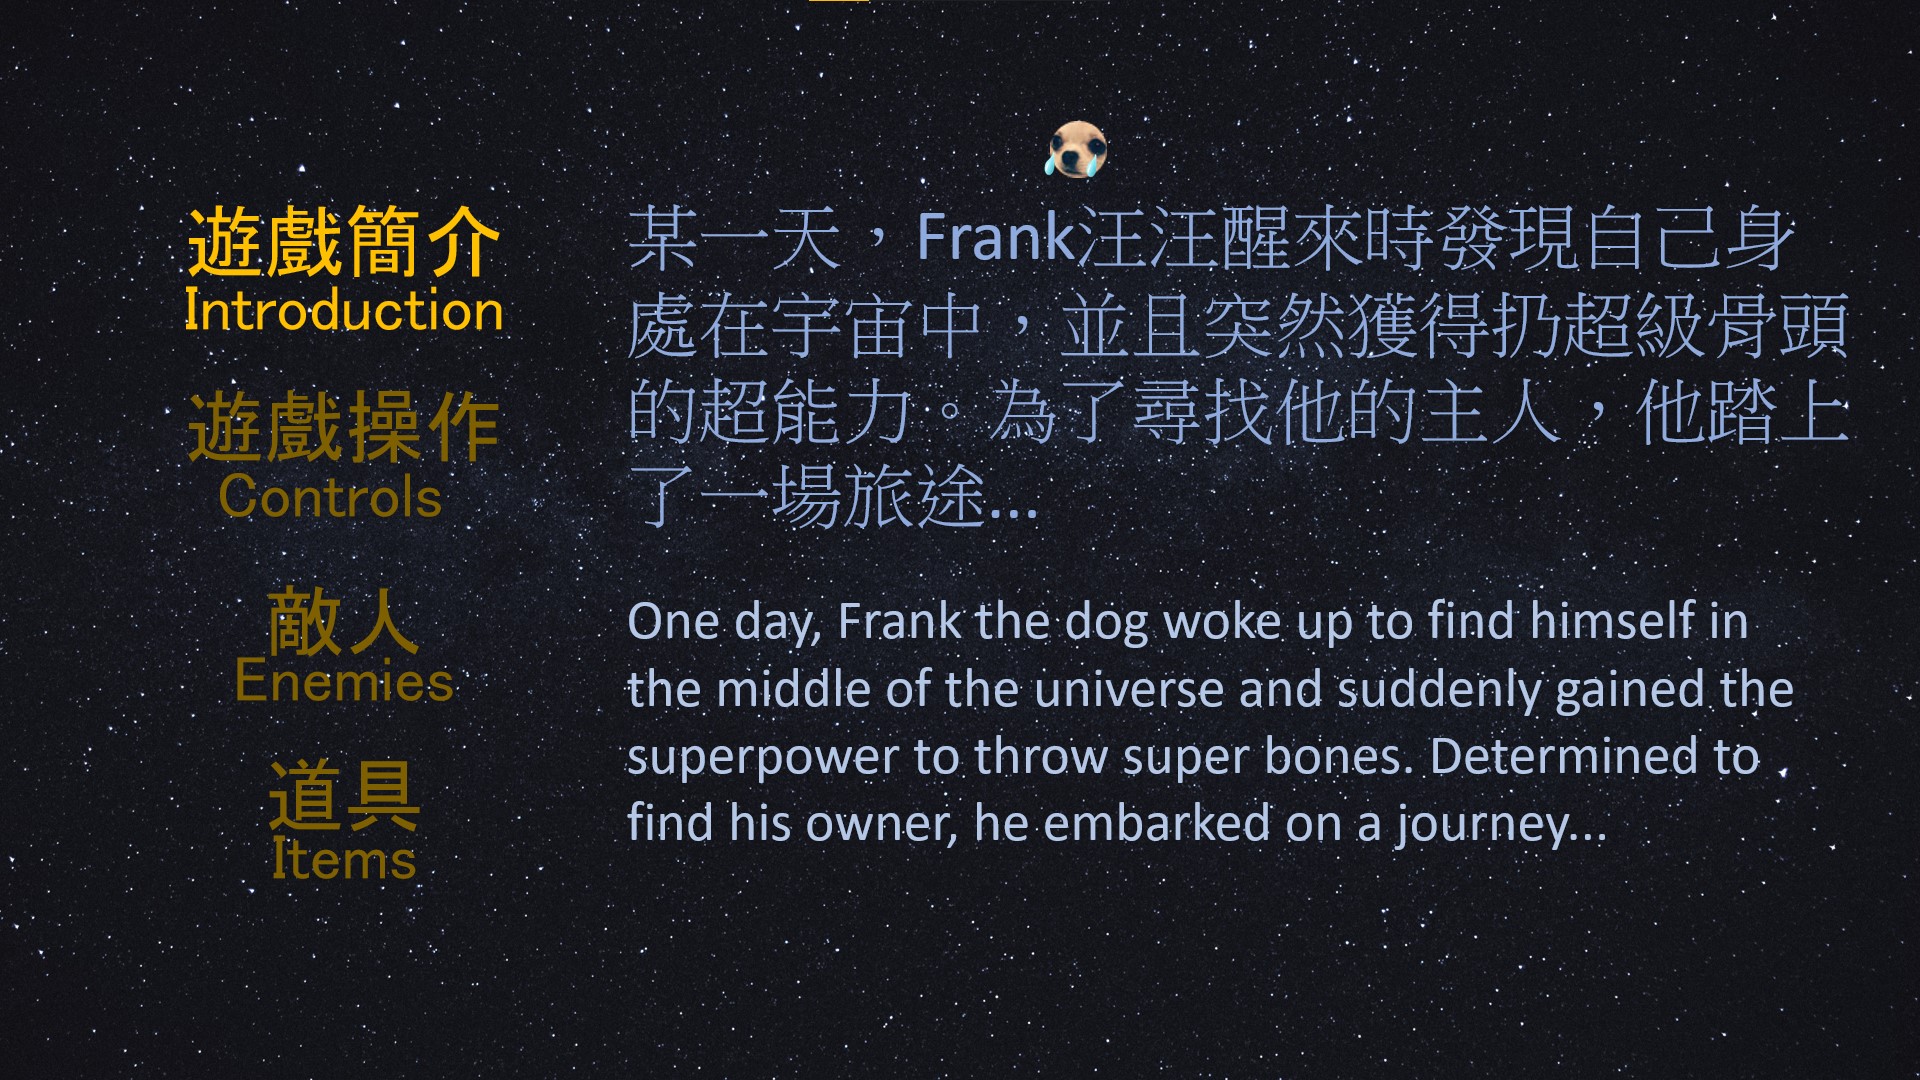 遊戲簡介
Introduction
遊戲操作
Controls
敵人
Enemies
道具
Items
某一天，Frank汪汪醒來時發現自己身
處在宇宙中，並且突然獲得扔超級骨頭
的超能力。為了尋找他的主人，他踏上
了一場旅途...
One day, Frank the dog woke up to find himself in
the middle of the universe and suddenly gained the
superpower to throw super bones. Determined to
find his owner, he embarked on a journey...